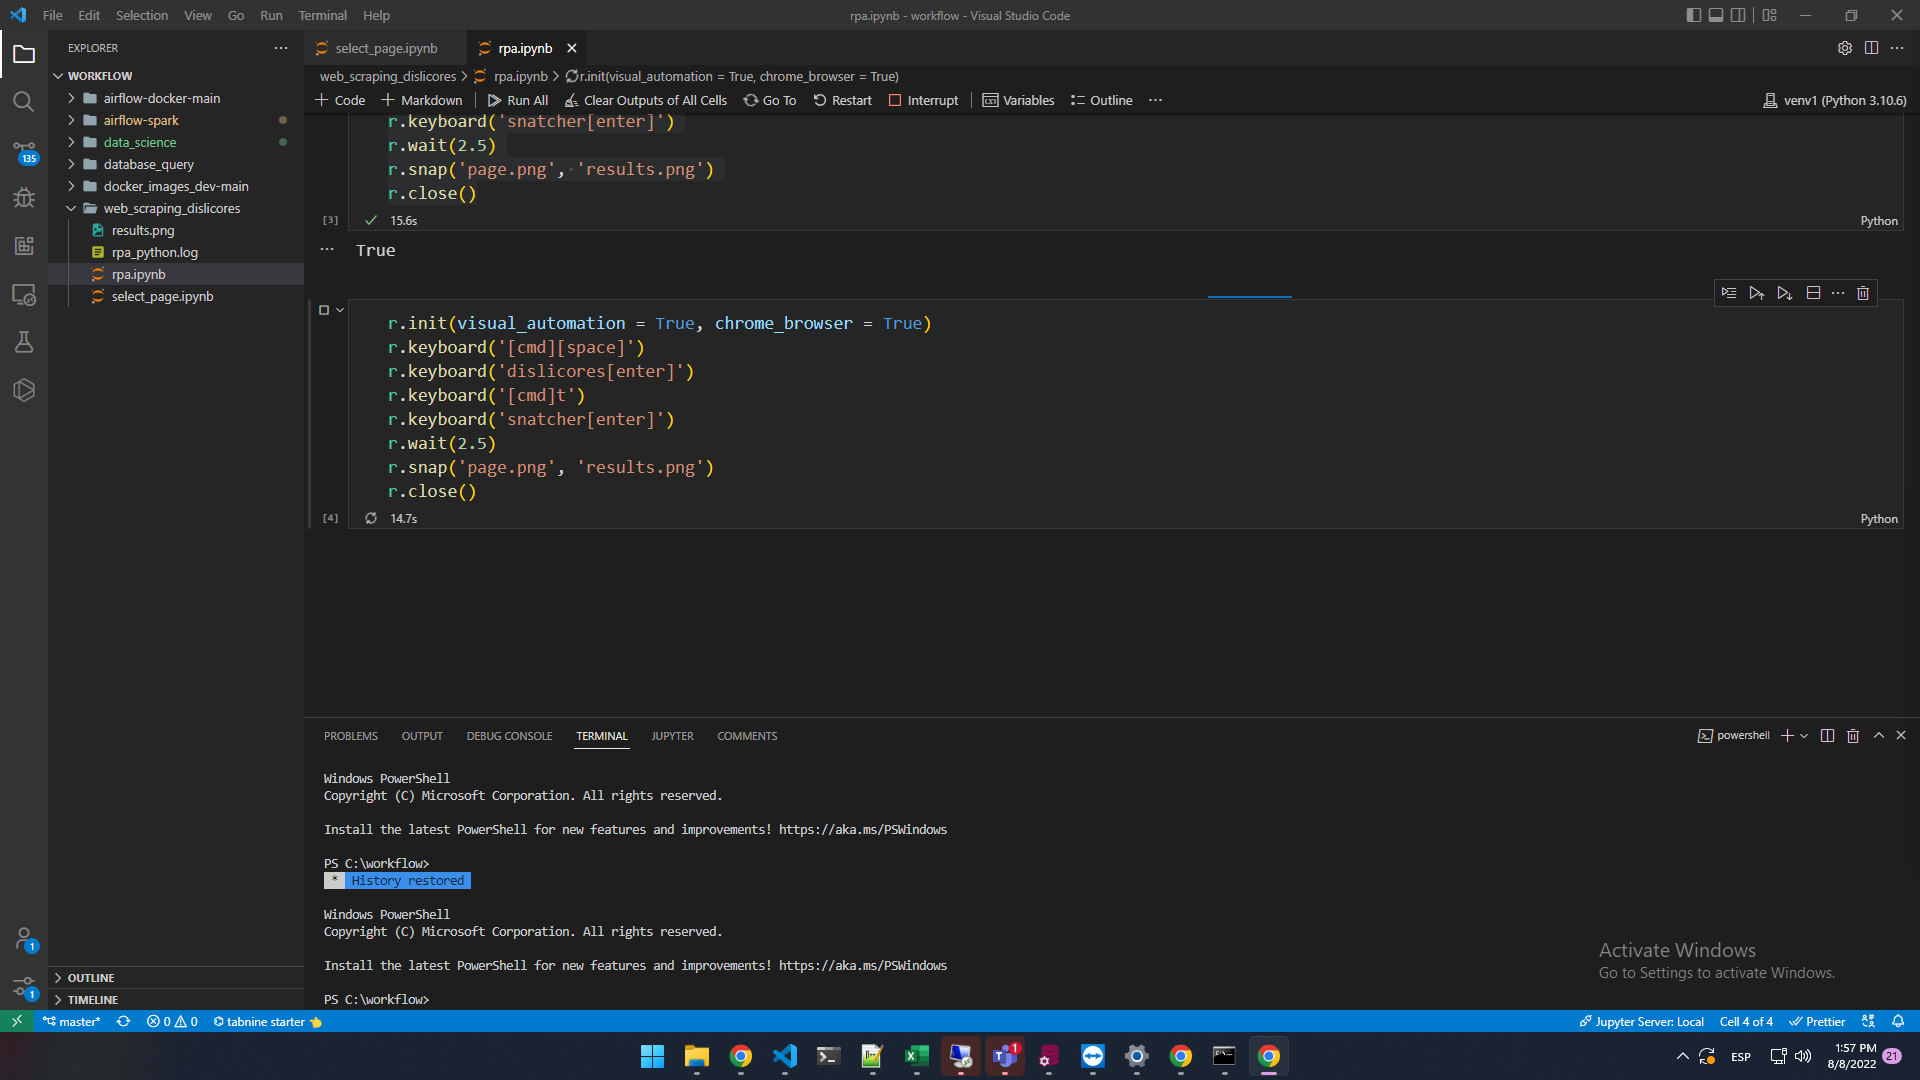 File Edit Selection View Go Run Terminal Help
rpa.ipynb - workflow - Visual Studio Code
EXPLORER
WORKFLOW
airflow-docker-main
airflow-spark
data_science
database_query
docker_images_dev-main
web_scraping_dislicores
results.png
rpa_python.log
rpa.ipynb
select_page.ipynb
OUTLINE
TIMELINE
135
1
1
select_page.ipynb
rpa.ipynb
web_scraping_dislicores > rpa.ipynb > r.init(visual_automation = True, chrome_browser = True)
Code Markdown Run All Clear Outputs of All Cells Go To Restart Interrupt Variables Outline
venv1 (Python 3.10.6)
r.keyboard('snatcher[enter]')
r.wait(2.5)
r.snap('page.png', 'results.png')
r.close()
[3] 15.6s Python
True
r.init(visual_automation = True, chrome_browser = True)
r.keyboard('[cmd][space]')
r.keyboard('dislicores[enter]')
r.keyboard('[cmd]t')
r.keyboard('snatcher[enter]')
r.wait(2.5)
r.snap('page.png', 'results.png')
r.close()
[4] 14.7s Python
PROBLEMS OUTPUT DEBUG CONSOLE TERMINAL JUPYTER COMMENTS
powershell
Windows PowerShell
Copyright (C) Microsoft Corporation. All rights reserved.
Install the latest PowerShell for new features and improvements! https://aka.ms/PSWindows
PS C:\workflow>
* History restored
Windows PowerShell
Copyright (C) Microsoft Corporation. All rights reserved.
Install the latest PowerShell for new features and improvements! https://aka.ms/PSWindows
PS C:\workflow>
Activate Windows
Go to Settings to activate Windows.
master* 0 0 tabnine starter
Jupyter Server: Local Cell 4 of 4 Prettier
1
ESP
1:57 PM
8/8/2022
21